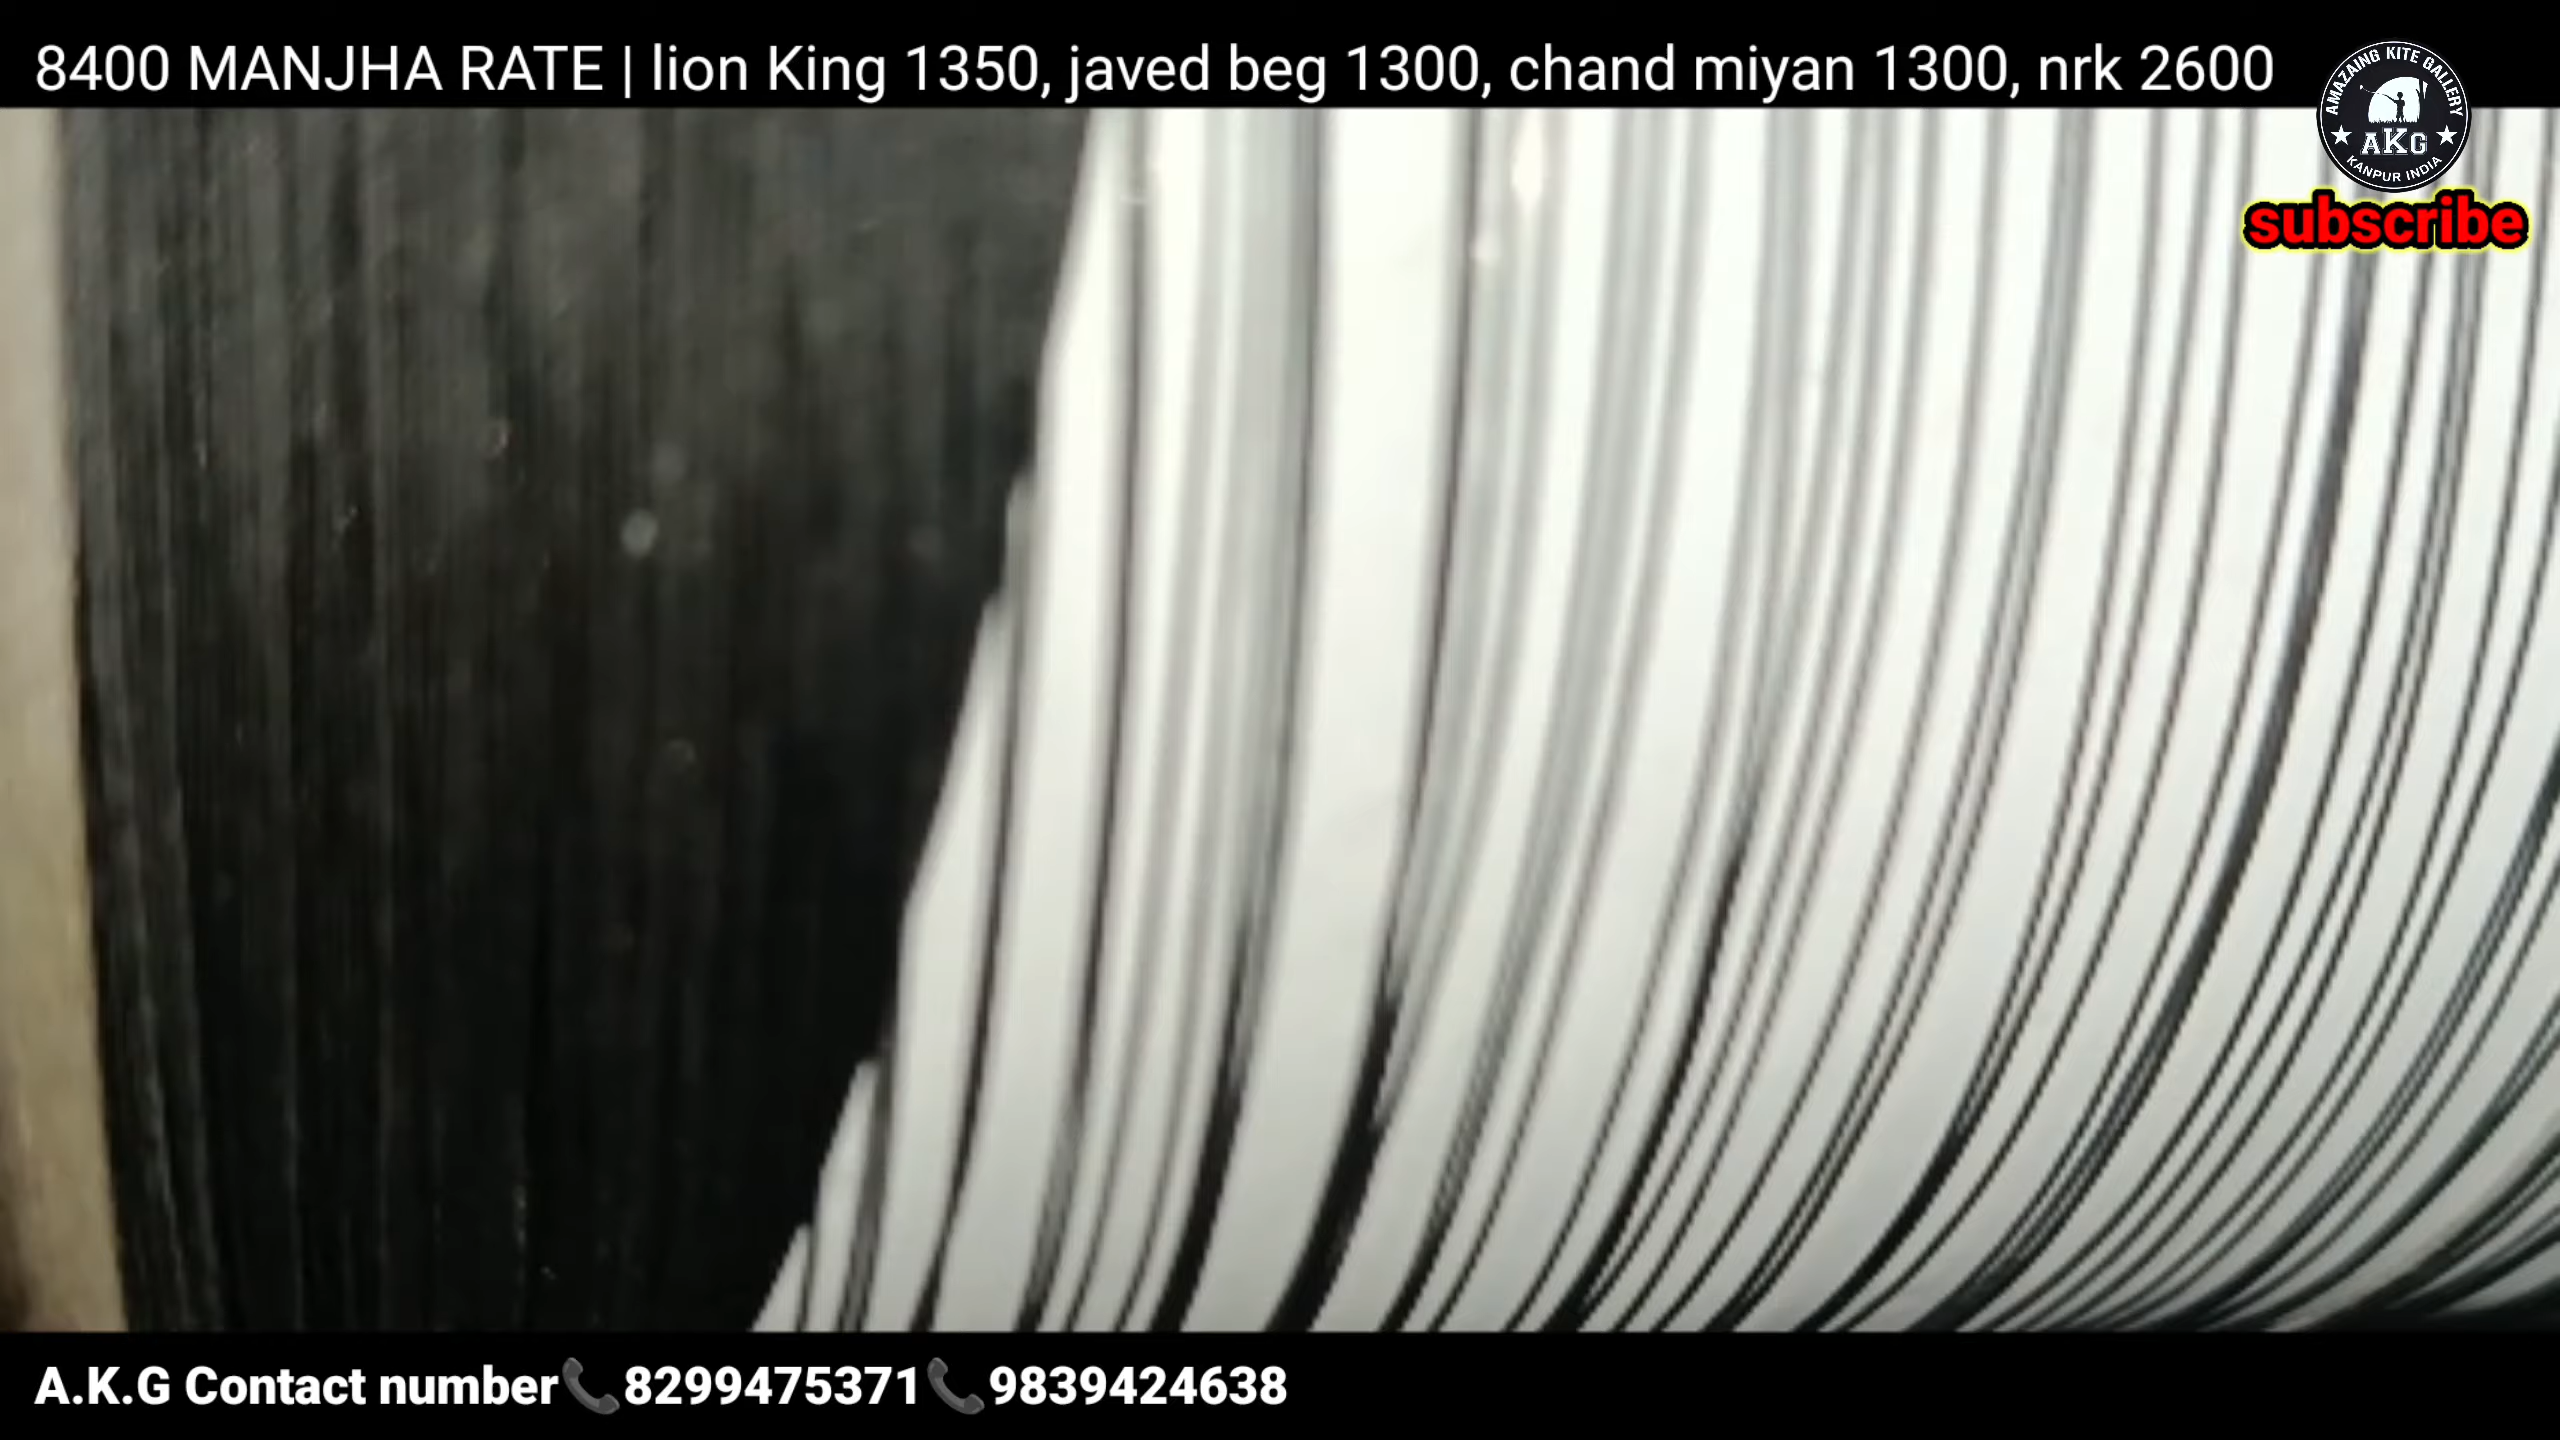 8400 MANJHA RATE | lion King 1350, javed beg 1300, chand miyan 1300, nrk 2600
AMAZAING KITE GALLERY
AKG
KANPUR INDIA
subscribe
A.K.G Contact number📞8299475371📞9839424638